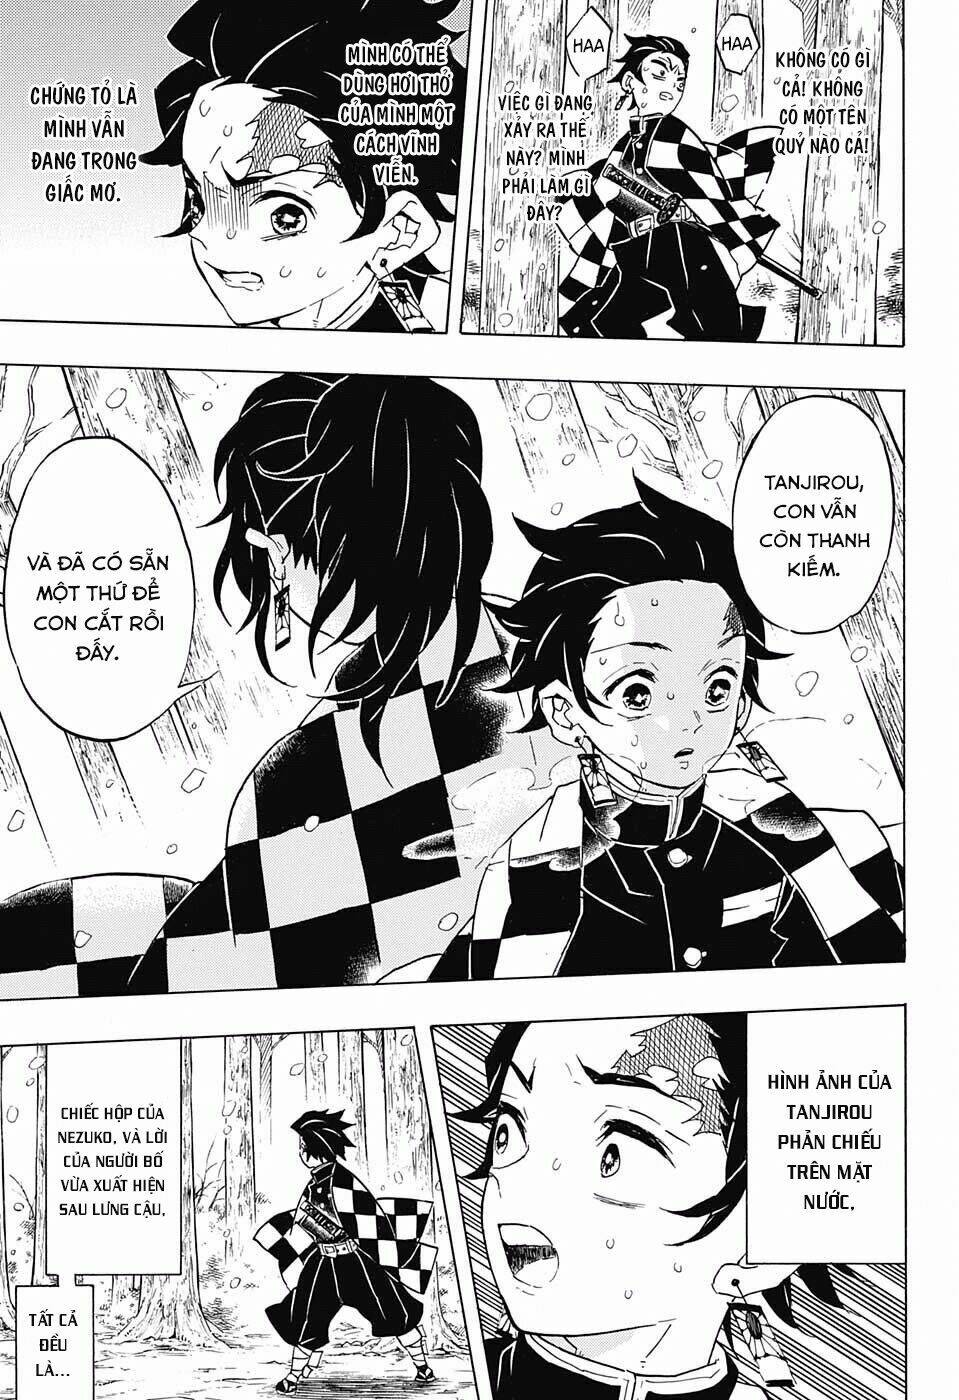 KHÔNG CÓ GÌ
CẢ! KHÔNG
CÓ MỘT TÊN
QUỶ NÀO CẢ!
HAA
HAA
VIỆC GÌ ĐANG
XẢY RA THẾ
NÀY? MÌNH
PHẢI LÀM GÌ
ĐÂY?
MÌNH CÓ THỂ
DÙNG HƠI THỞ
CỦA MÌNH MỘT
CÁCH VĨNH
VIỄN.
CHỨNG TỎ LÀ
MÌNH VẪN
ĐANG TRONG
GIẤC MƠ.
TANJIROU,
CON VẪN
CÒN THANH
KIẾM.
VÀ ĐÃ CÓ SẴN
MỘT THỨ ĐỂ
CON CẮT RỒI
ĐẤY.
HÌNH ẢNH CỦA
TANJIROU
PHẢN CHIẾU
TRÊN MẶT
NƯỚC,
CHIẾC HỘP CỦA
NEZUKO, VÀ LỜI
CỦA NGƯỜI BỐ
VỪA XUẤT HIỆN
SAU LƯNG CẬU,
TẤT CẢ
ĐỀU
LÀ...